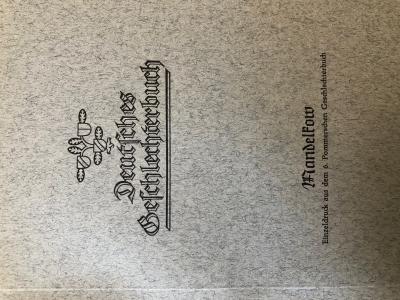 Deutsches
Geschlechterbuch
Mandelkow
Einzeldruck aus dem 6. Pommerschen Geschlechterbuch